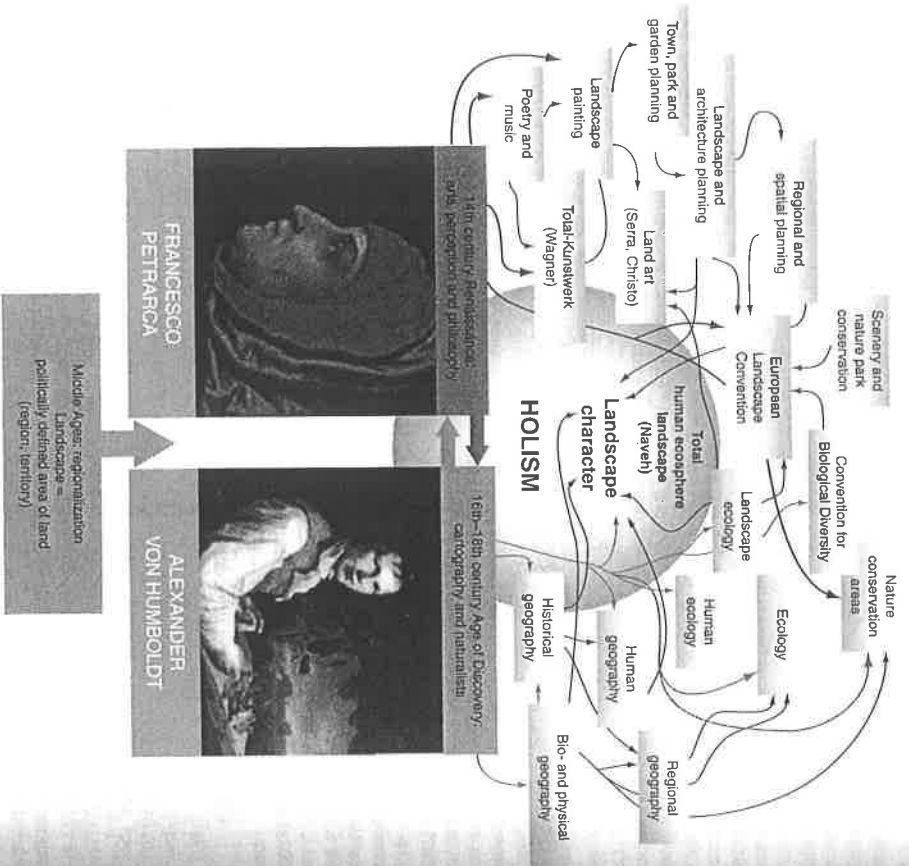 Nature
conservation
areas
Scenery and
nature park
conservation
Convention for
Biological Diversity
Regional and
spatial planning
European
Landscape
Convention
Ecology
Landscape and
architecture planning
Landscape
ecology
Town, park and
garden planning
Total
human ecosphere
landscape
(Naveh)
Human
ecology
Regional
geography
Land art
(Serra, Christo)
Landscape
character
Human
geography
Landscape
painting
Total-Kunstwerk
(Wagner)
HOLISM
Historical
geography
Bio- and physical
geography
Poetry and
music
14th century Renaissance:
arts, perception and philosophy
16th–18th century Age of Discovery:
cartography and naturalists
FRANCESCO
PETRARCA
ALEXANDER
VON HUMBOLDT
Middle Ages: regionalization
Landscape =
politically defined area of land
(region, territory)